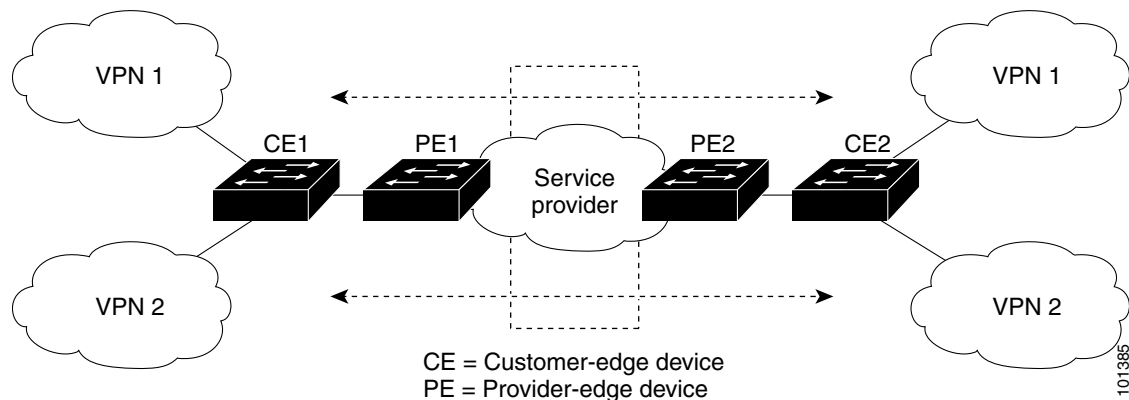 VPN 1
VPN 1
CE1
PE1
PE2
CE2
Service
provider
VPN 2
VPN 2
CE = Customer-edge device
PE = Provider-edge device
101385